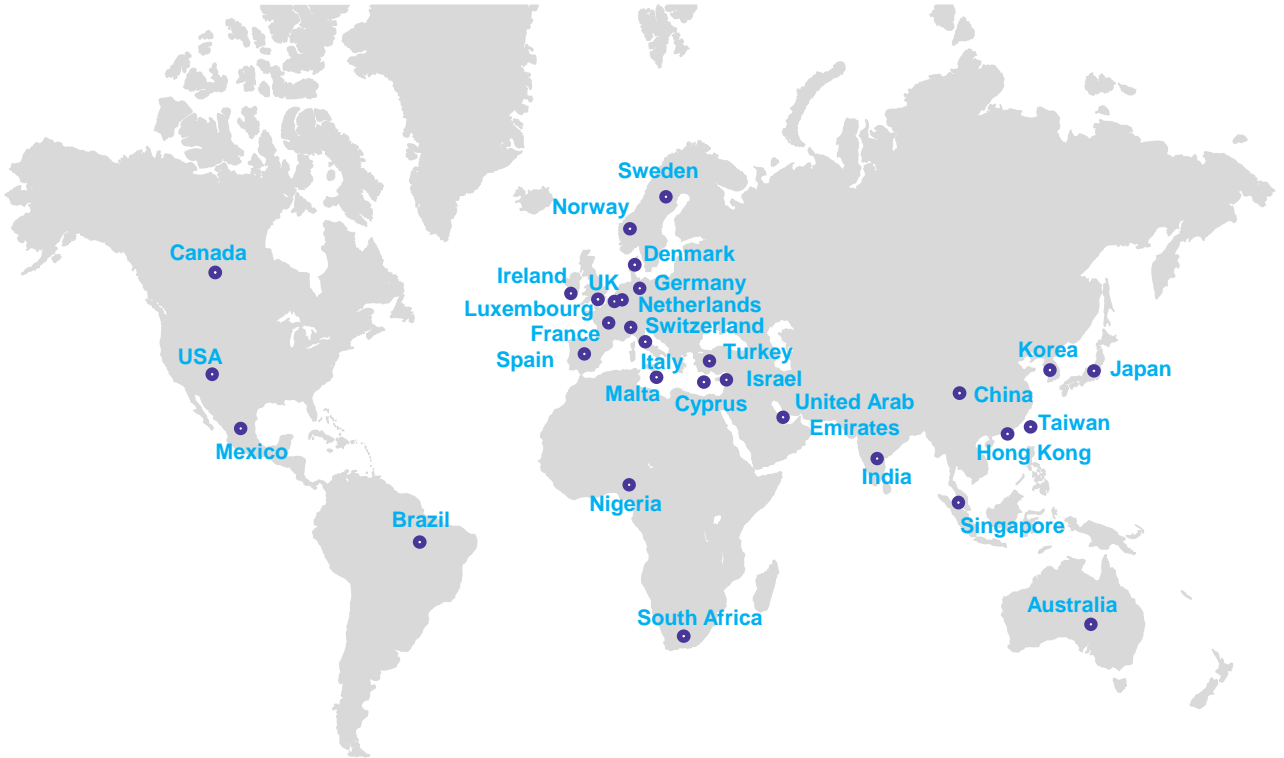 Sweden
Norway
Canada
Denmark
Ireland
UK
Germany
Luxembourg
Netherlands
France
Switzerland
USA
Spain
Italy
Turkey
Korea
Japan
Malta
Israel
Cyprus
China
United Arab
Emirates
Taiwan
Mexico
Hong Kong
India
Nigeria
Brazil
Singapore
South Africa
Australia